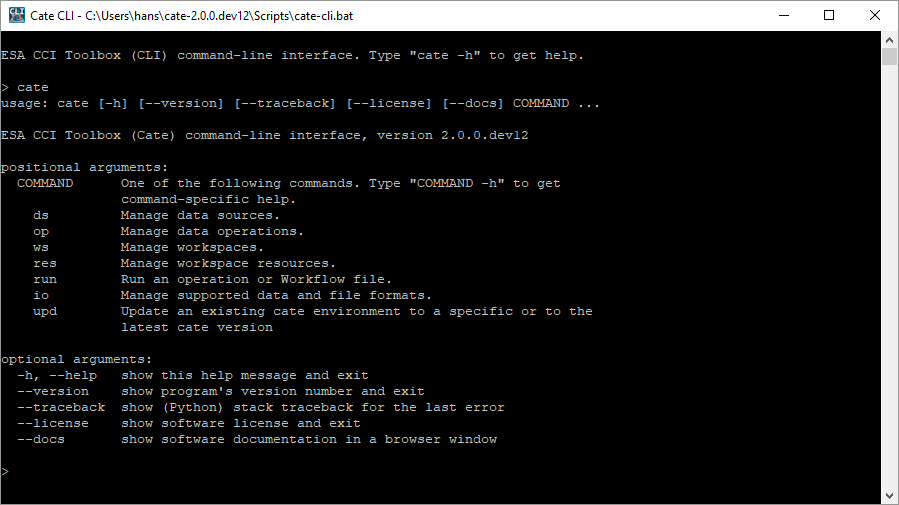 Cate CLI - C:\Users\hans\cate-2.0.0.dev12\Scripts\cate-cli.bat
ESA CCI Toolbox (CLI) command-line interface. Type "cate -h" to get help.
> cate
usage: cate [-h] [--version] [--traceback] [--license] [--docs] COMMAND ...
ESA CCI Toolbox (Cate) command-line interface, version 2.0.0.dev12
positional arguments:
COMMAND One of the following commands. Type "COMMAND -h" to get
command-specific help.
ds Manage data sources.
op Manage data operations.
ws Manage workspaces.
res Manage workspace resources.
run Run an operation or Workflow file.
io Manage supported data and file formats.
upd Update an existing cate environment to a specific or to the
latest cate version
optional arguments:
-h, --help show this help message and exit
--version show program's version number and exit
--traceback show (Python) stack traceback for the last error
--license show software license and exit
--docs show software documentation in a browser window
>